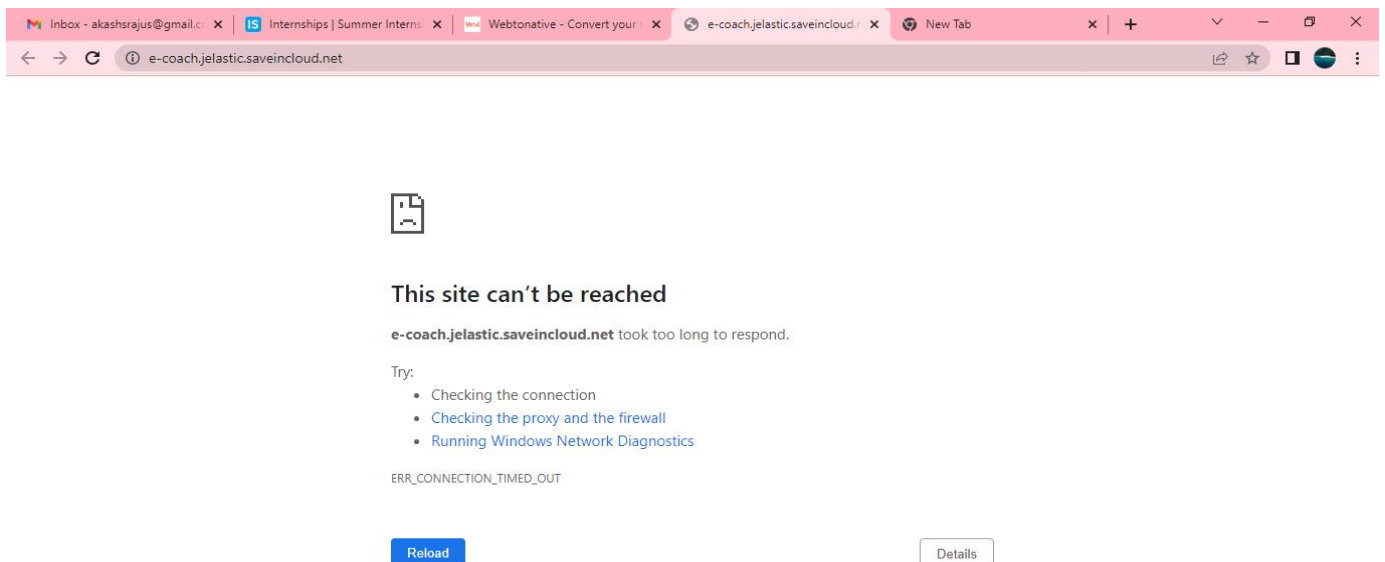 Inbox - akashsrajus@gmail.c
Internships | Summer Interns
Webtonative - Convert your
e-coach.jelastic.saveincloud.
New Tab
e-coach.jelastic.saveincloud.net
This site can’t be reached
e-coach.jelastic.saveincloud.net took too long to respond.
Try:
• Checking the connection
• Checking the proxy and the firewall
• Running Windows Network Diagnostics
ERR_CONNECTION_TIMED_OUT
Reload
Details